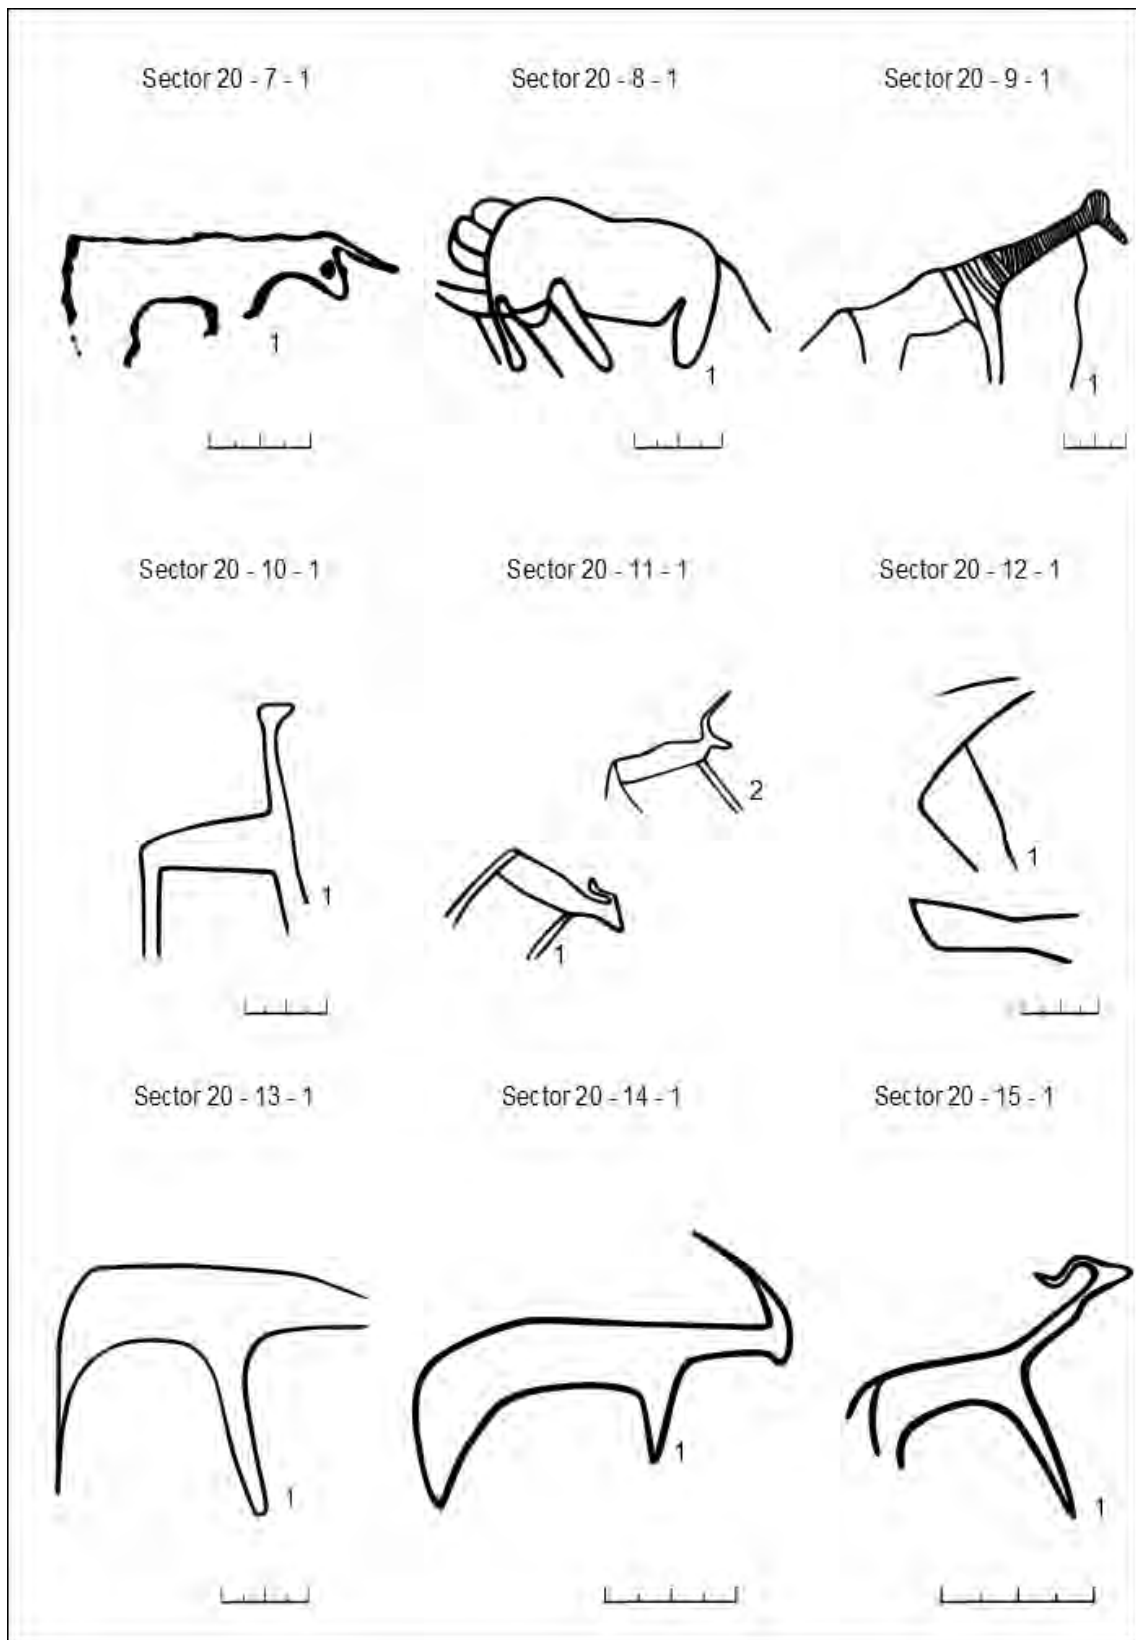 Sector 20 - 7 - 1
Sector 20 - 8 - 1
Sector 20 - 9 - 1
1
1
1
Sector 20 - 10 - 1
Sector 20 - 11 - 1
Sector 20 - 12 - 1
1
2
1
1
Sector 20 - 13 - 1
Sector 20 - 14 - 1
Sector 20 - 15 - 1
1
1
1